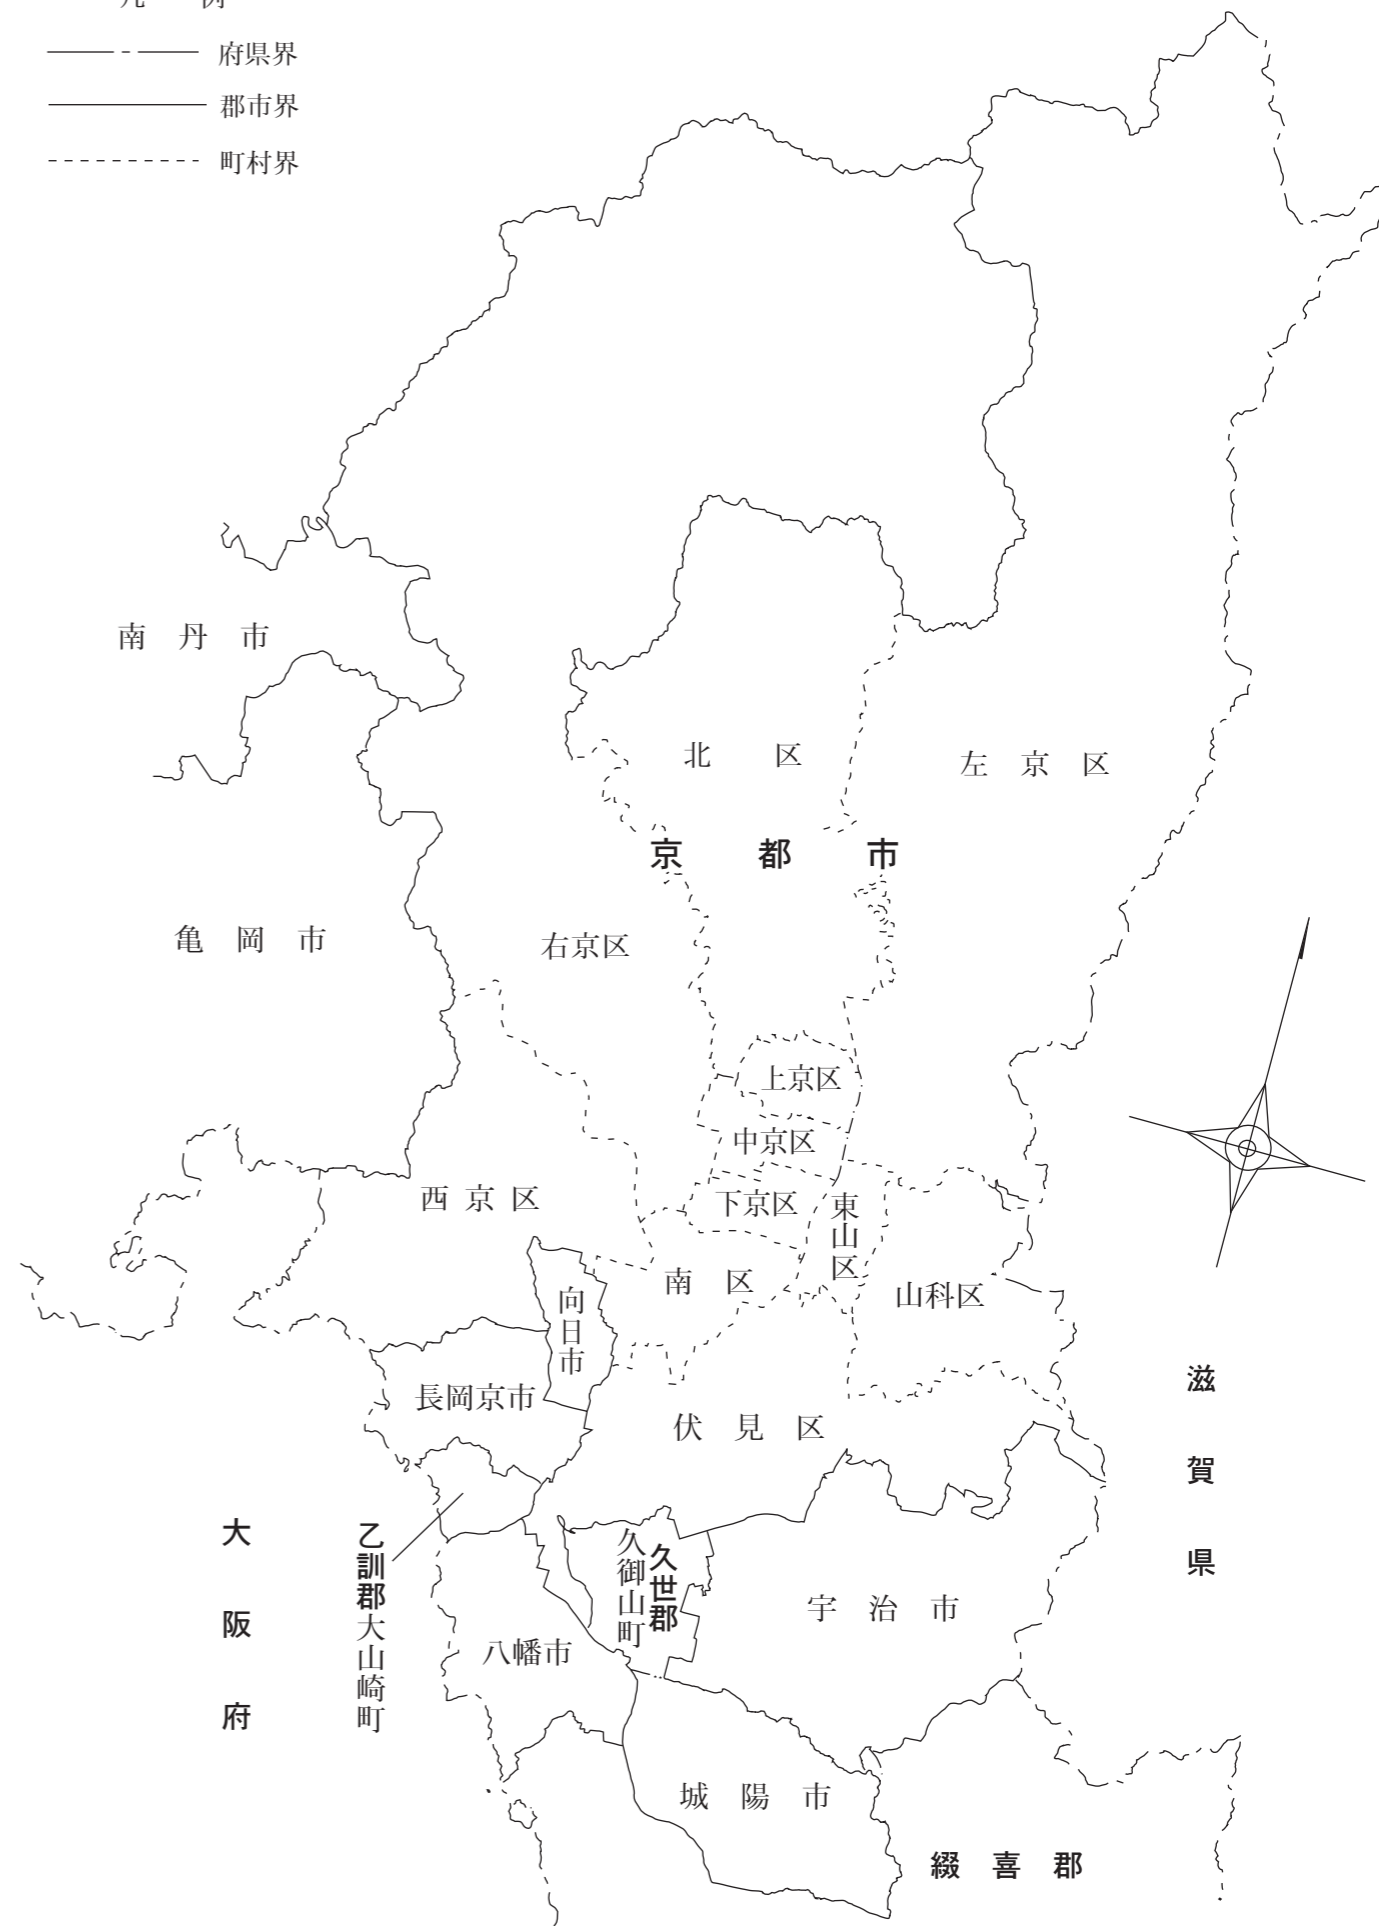 凡例
府県界
郡市界
町村界
南丹市
北区
左京区
京都市
亀岡市
右京区
上京区
中京区
西京区
下京区
東山区
南区
山科区
向日市
長岡京市
伏見区
滋賀県
大阪府
乙訓郡大山崎町
久世郡
久御山町
宇治市
八幡市
城陽市
綴喜郡